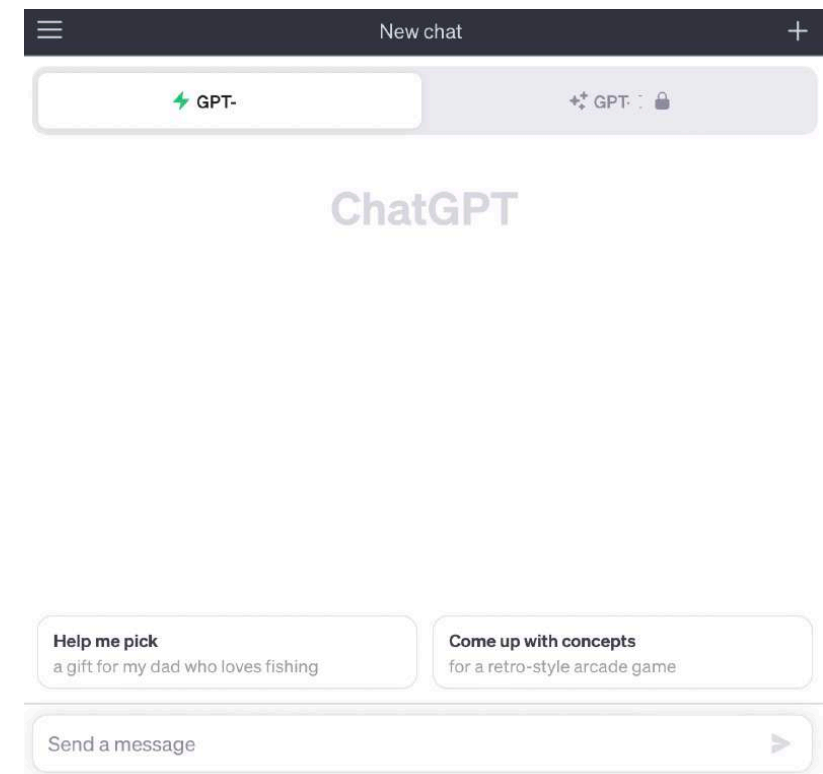 New chat
GPT-
GPT-
ChatGPT
Help me pick
a gift for my dad who loves fishing
Come up with concepts
for a retro-style arcade game
Send a message